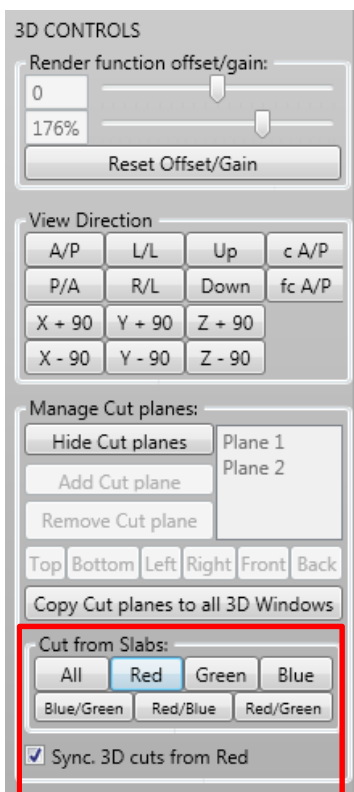 3D CONTROLS
Render function offset/gain:
0
176%
Reset Offset/Gain
View Direction
A/P L/L Up c A/P
P/A R/L Down fc A/P
X + 90 Y + 90 Z + 90
X - 90 Y - 90 Z - 90
Manage Cut planes:
Hide Cut planes Plane 1
Add Cut plane Plane 2
Remove Cut plane
Top Bottom Left Right Front Back
Copy Cut planes to all 3D Windows
Cut from Slabs:
All Red Green Blue
Blue/Green Red/Blue Red/Green
Sync. 3D cuts from Red